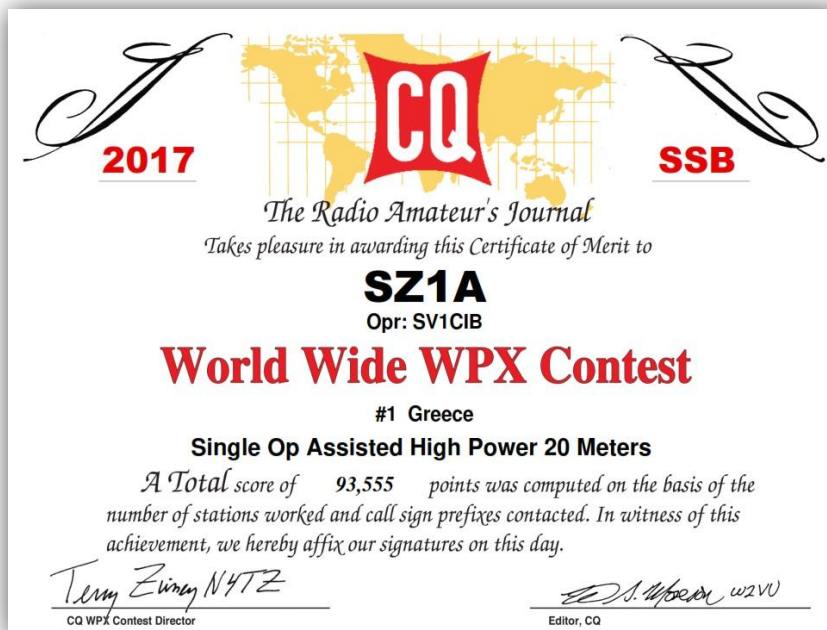 CQ
2017
SSB
The Radio Amateur's Journal
Takes pleasure in awarding this Certificate of Merit to
SZ1A
Opr: SV1CIB
World Wide WPX Contest
#1 Greece
Single Op Assisted High Power 20 Meters
A Total score of 93,555 points was computed on the basis of the
number of stations worked and call sign prefixes contacted. In witness of this
achievement, we hereby affix our signatures on this day.
Terry Zivney N4TZ
W2VU
CQ WPX Contest Director
Editor, CQ